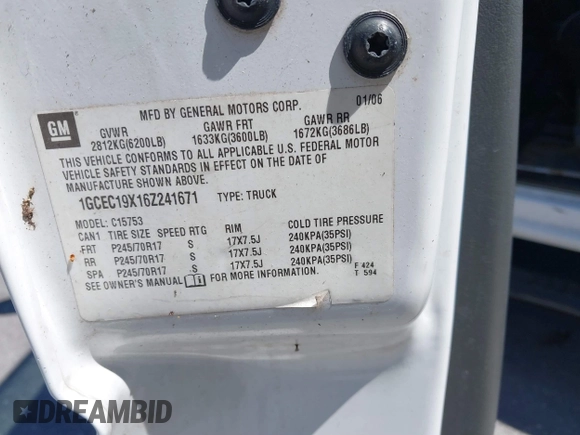 MFD BY GENERAL MOTORS CORP. 01/06
GM
GVWR GAWR FRT GAWR RR
2812KG(6200LB) 1633KG(3600LB) 1672KG(3686LB)
THIS VEHICLE CONFORMS TO ALL APPLICABLE U.S. FEDERAL MOTOR
VEHICLE SAFETY STANDARDS IN EFFECT ON THE DATE OF
MANUFACTURE SHOWN ABOVE.
1GCEC19X16Z241671 TYPE: TRUCK
MODEL: C15753
CAN1 TIRE SIZE SPEED RTG RIM COLD TIRE PRESSURE
FRT P245/70R17 S 17X7.5J 240KPA(35PSI)
RR P245/70R17 S 17X7.5J 240KPA(35PSI)
SPA P245/70R17 S 17X7.5J 240KPA(35PSI)
SEE OWNER'S MANUAL FOR MORE INFORMATION.
F 424
T 594
DREAMBID